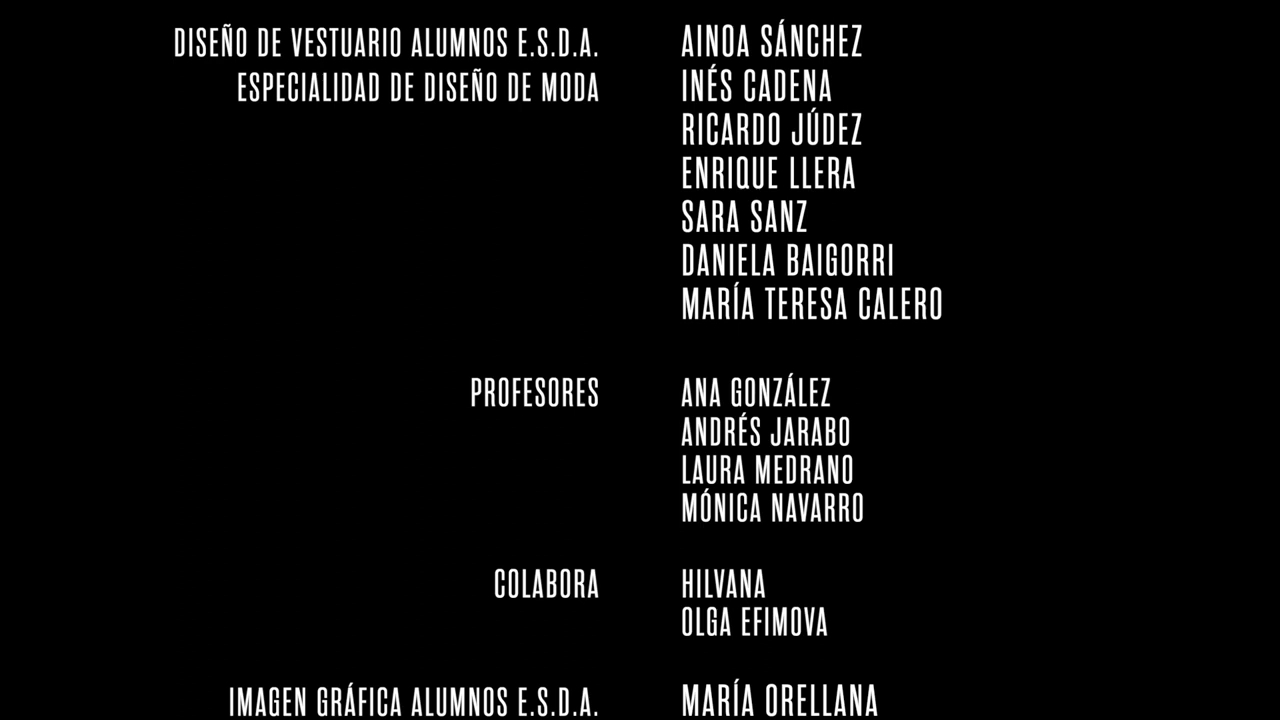 DISEÑO DE VESTUARIO ALUMNOS E.S.D.A. AINOA SÁNCHEZ
ESPECIALIDAD DE DISEÑO DE MODA INÉS CADENA
RICARDO JÚDEZ
ENRIQUE LLERA
SARA SANZ
DANIELA BAIGORRI
MARÍA TERESA CALERO
PROFESORES ANA GONZÁLEZ
ANDRÉS JARABO
LAURA MEDRANO
MÓNICA NAVARRO
COLABORA HILVANA
OLGA EFIMOVA
IMAGEN GRÁFICA ALUMNOS E.S.D.A. MARÍA ORELLANA